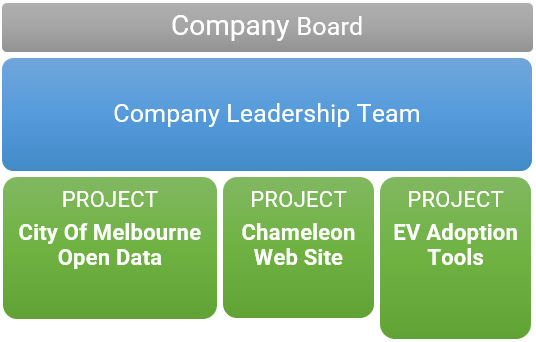 Company Board
Company Leadership Team
PROJECT
City Of Melbourne
Open Data
PROJECT
Chameleon
Web Site
PROJECT
EV Adoption
Tools